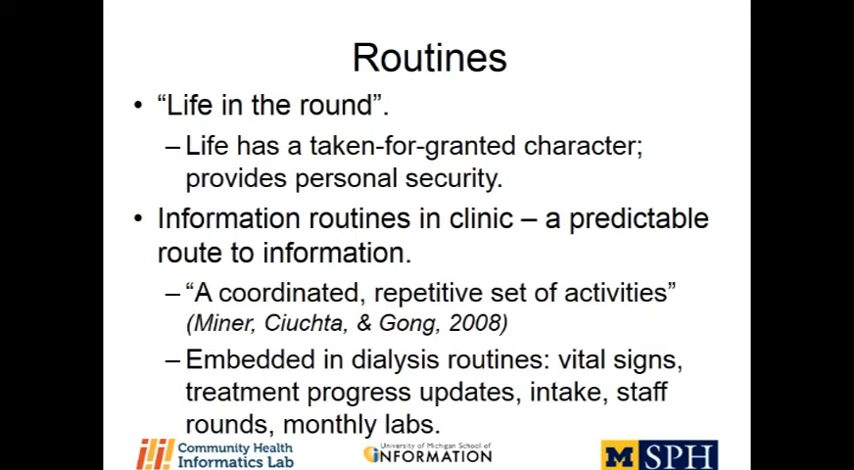 Routines
• “Life in the round”.
– Life has a taken-for-granted character;
provides personal security.
• Information routines in clinic – a predictable
route to information.
– “A coordinated, repetitive set of activities”
(Miner, Ciuchta, & Gong, 2008)
– Embedded in dialysis routines: vital signs,
treatment progress updates, intake, staff
rounds, monthly labs.
Community Health
Informatics Lab
University of Michigan School of
INFORMATION
M SPH